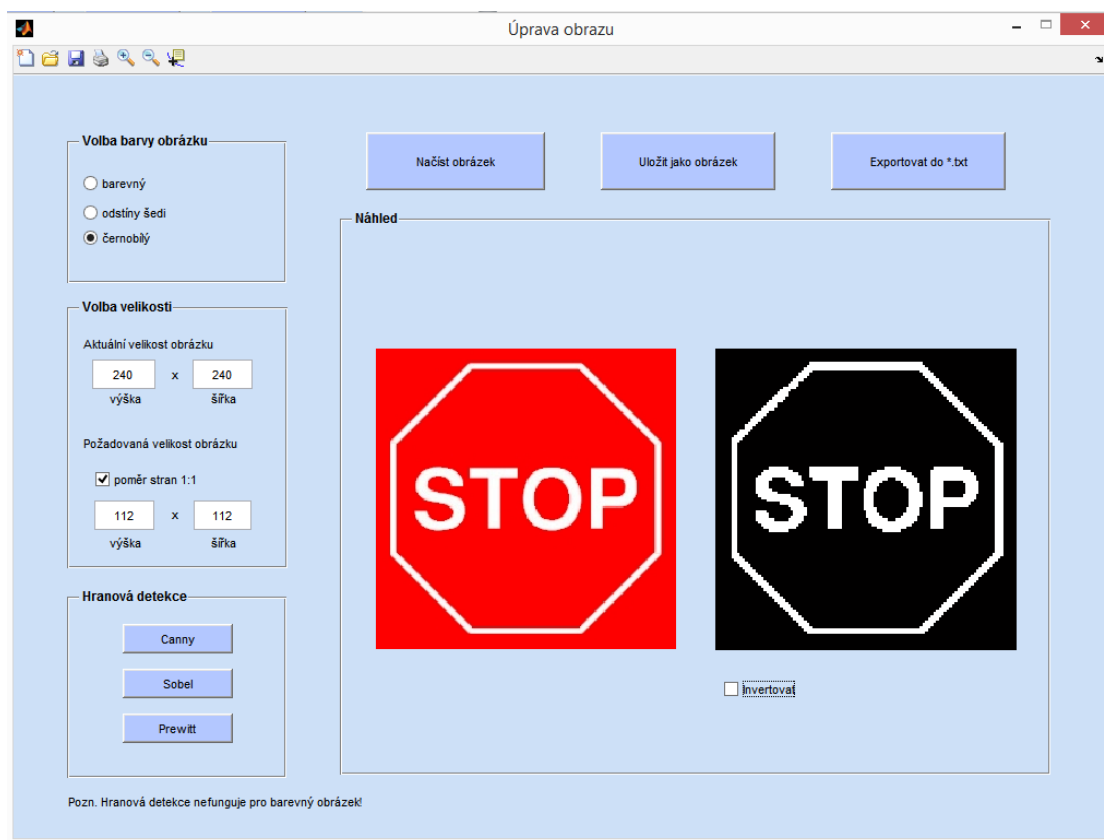 Úprava obrazu
Volba barvy obrázku
barevný
odstíny šedi
černobílý
Volba velikosti
Aktuální velikost obrázku
240 x 240
výška šířka
Požadovaná velikost obrázku
poměr stran 1:1
112 x 112
výška šířka
Hranová detekce
Canny
Sobel
Prewitt
Pozn. Hranová detekce nefunguje pro barevný obrázek!
Načíst obrázek
Uložit jako obrázek
Exportovat do *.txt
Náhled
STOP
STOP
Invertovat